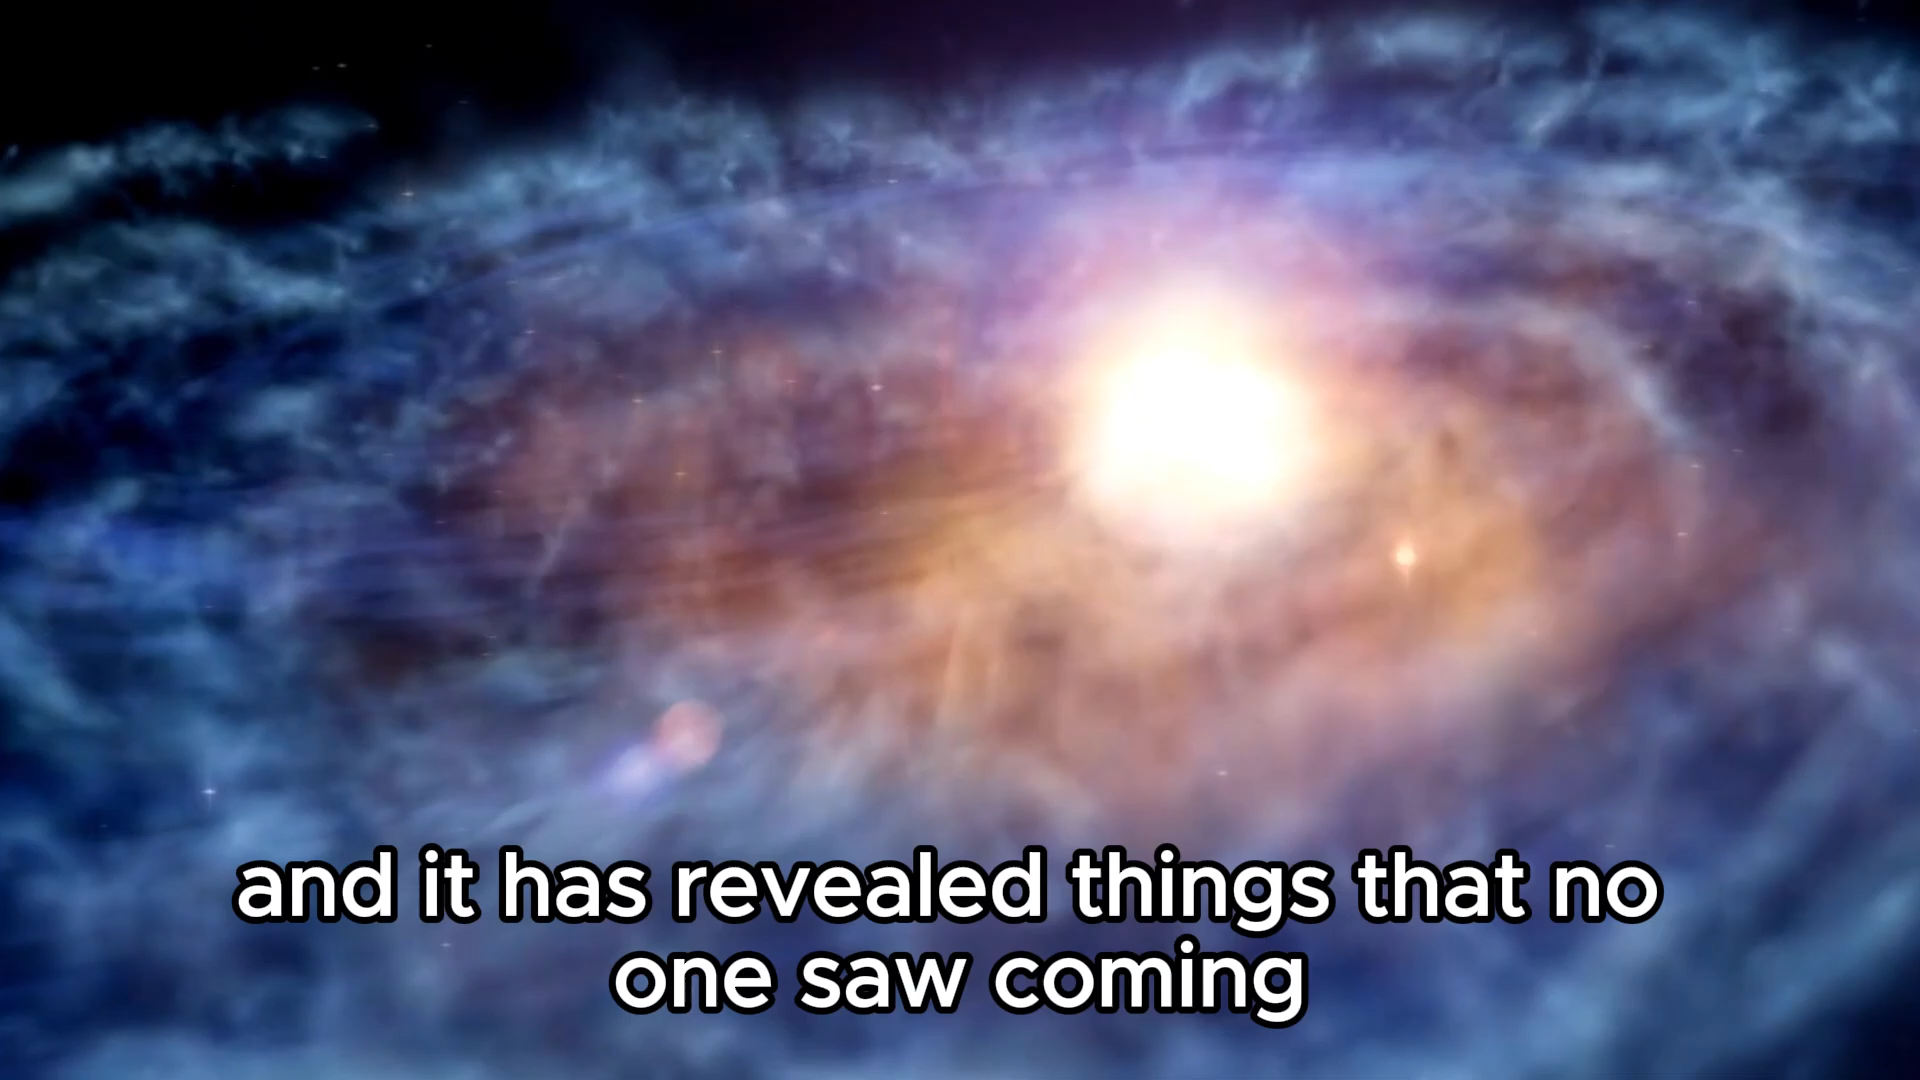 and it has revealed things that no
one saw coming